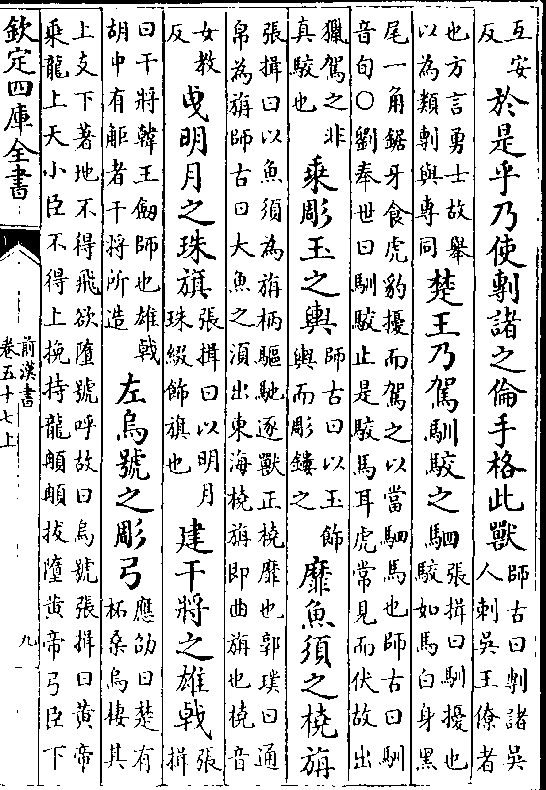 互安反於是乎乃使剸諸之倫手格此獸師古曰剸諸吳人刺吳王僚者
也方言勇士故舉以為類剸與專同楚王乃駕馴駮之駟張揖曰馴擾也駮如馬白身黑
尾一角鋸牙食虎豹擾而駕之以當駟馬也師古曰馴音旬○劉奉世曰馴駮止是駮馬耳虎常見而伏故出
獵駕之非真駮也乘彫玉之輿師古曰以玉飾輿而彫鏤之靡魚須之橈旃
張揖曰以魚須為旃柄驅馳逐獸正橈靡也郭璞曰通帛為旃師古曰大魚之須出東海橈旃即曲旃也橈音
女教反曳明月之珠旗張揖曰以明月珠綴飾旗也建干將之雄戟張揖
曰干將韓王劔師也雄戟胡中有鮔者干將所造左烏號之彫弓應劭曰楚有柘桑烏棲其
上支下著地不得飛欲墮號呼故曰烏號張揖曰黃帝乘龍上天小臣不得上挽持龍拔墮黃帝弓臣下
欽定四庫全書
前漢書
卷五十七上
九